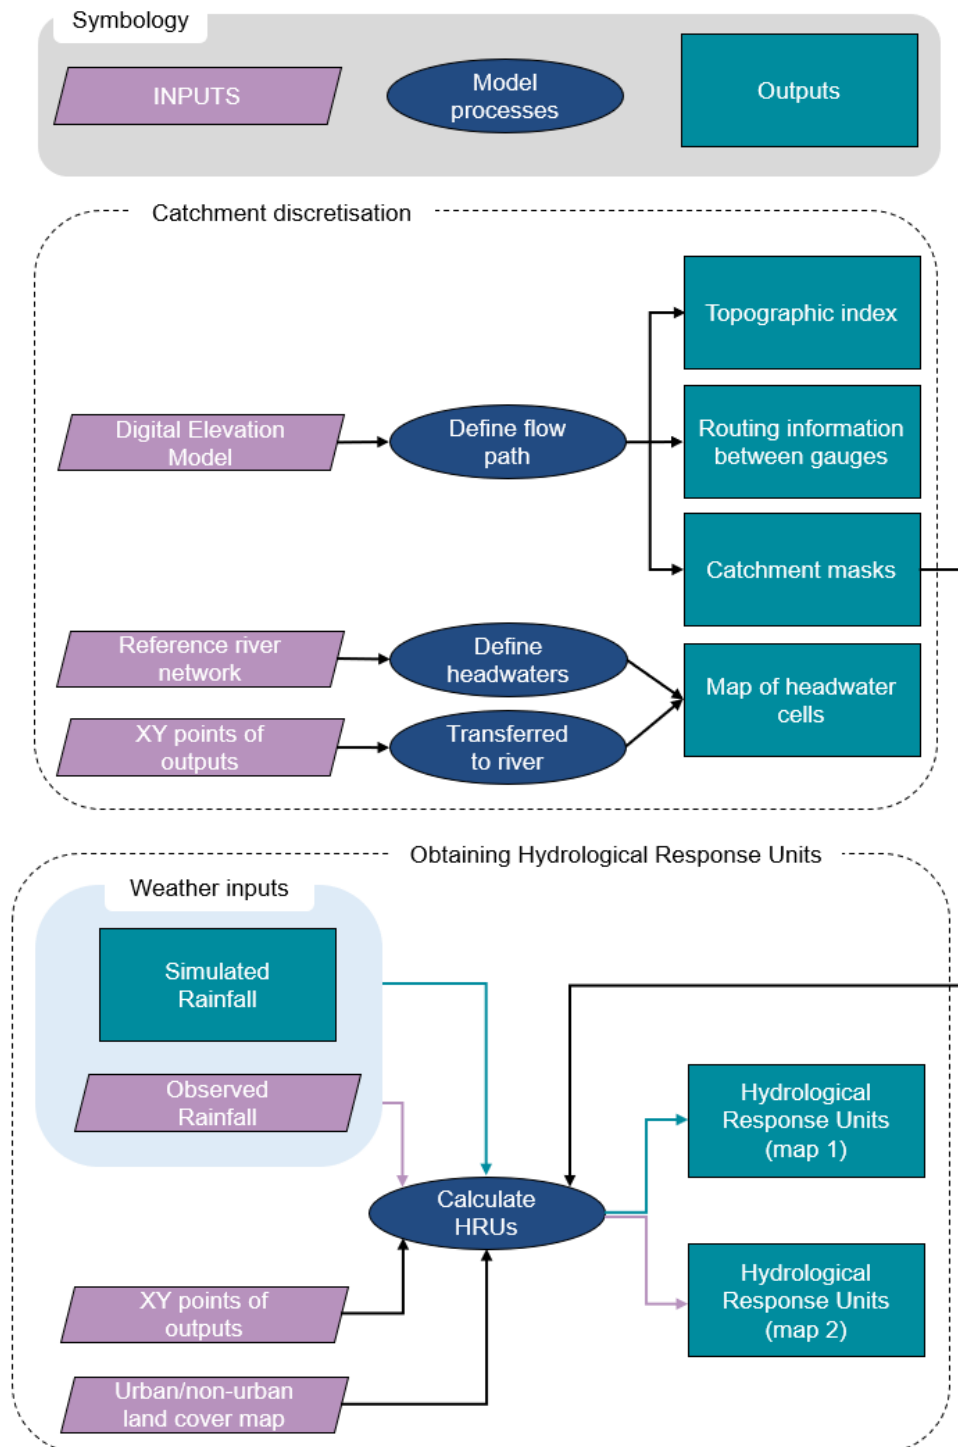 Symbology
INPUTS
Model
processes
Outputs
Catchment discretisation
Topographic index
Digital Elevation
Model
Define flow
path
Routing information
between gauges
Catchment masks
Reference river
network
Define
headwaters
Map of headwater
cells
XY points of
outputs
Transferred
to river
Obtaining Hydrological Response Units
Weather inputs
Simulated
Rainfall
Observed
Rainfall
Hydrological
Response Units
(map 1)
Calculate
HRUs
Hydrological
Response Units
(map 2)
XY points of
outputs
Urban/non-urban
land cover map